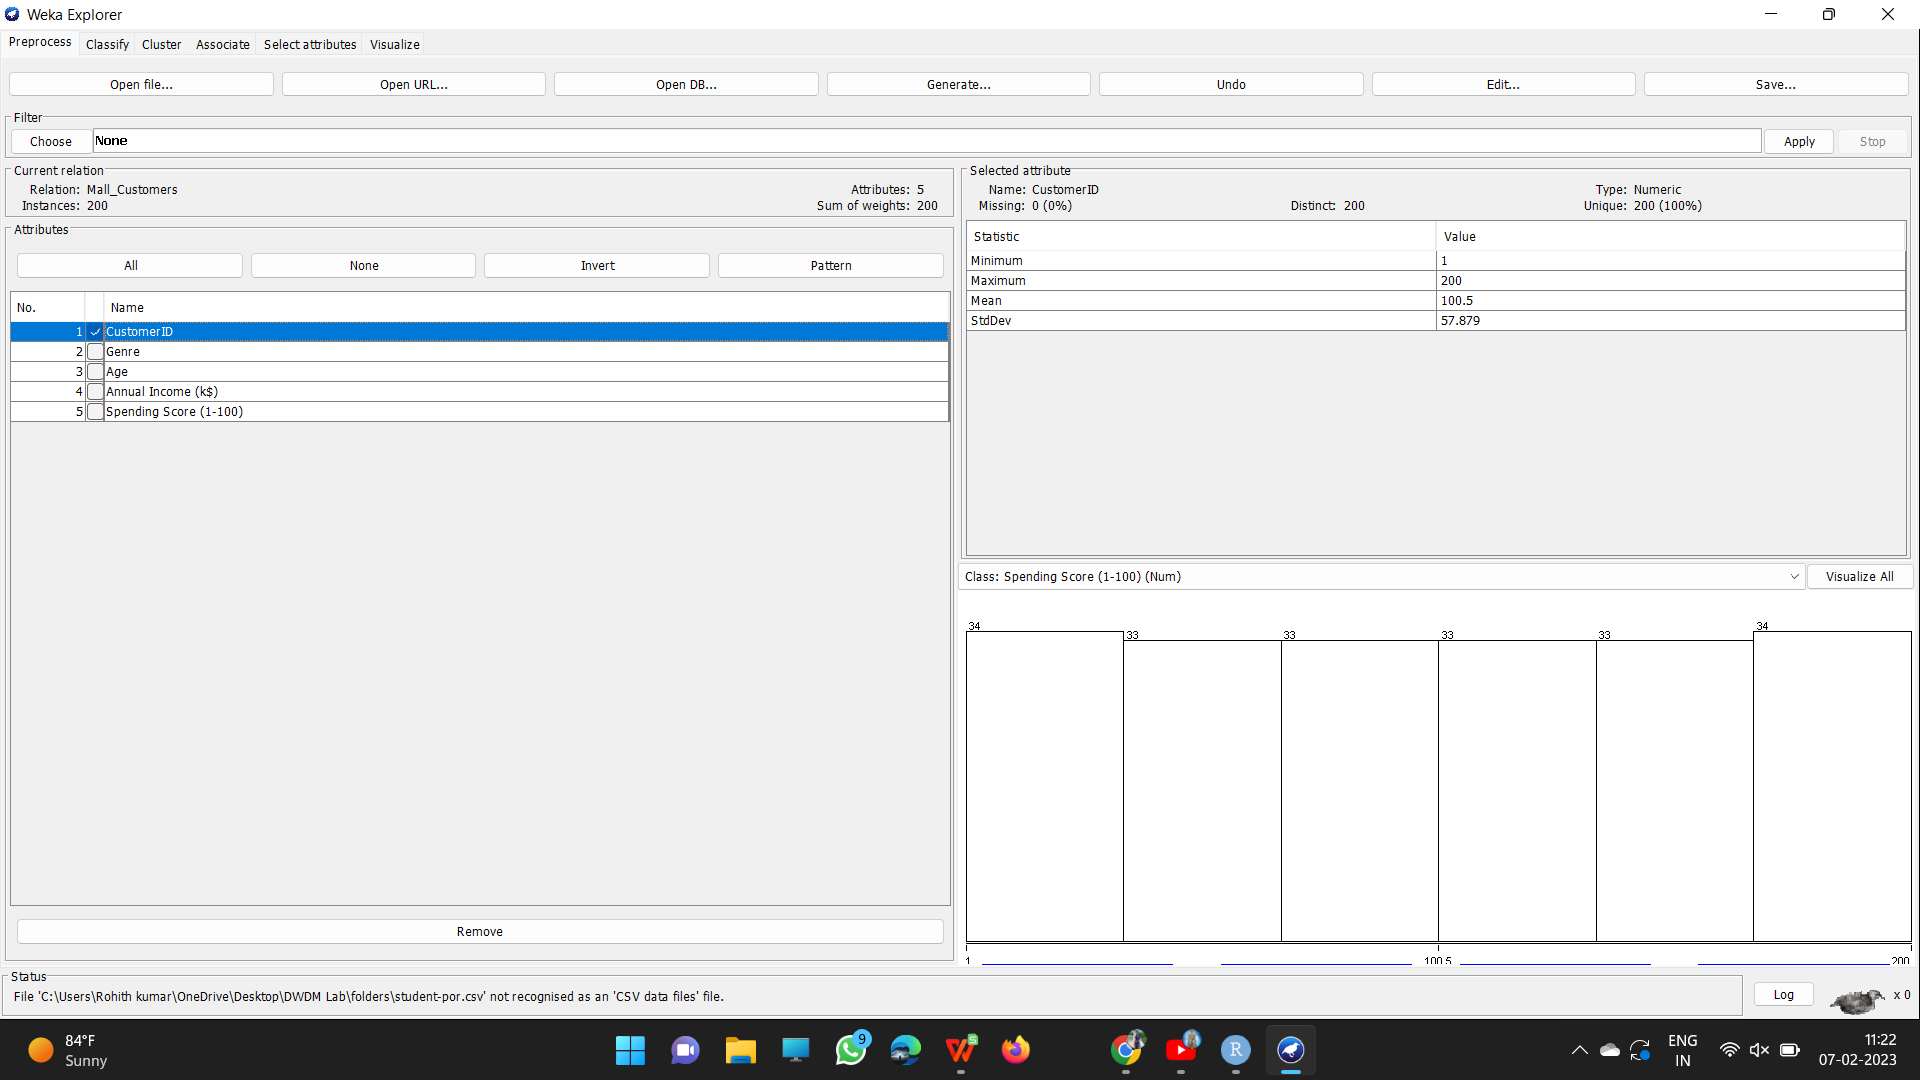 Weka Explorer
Preprocess Classify Cluster Associate Select attributes Visualize
Open file... Open URL... Open DB... Generate... Undo Edit... Save...
Filter
Choose None Apply Stop
Current relation
Relation: Mall_Customers Attributes: 5
Instances: 200 Sum of weights: 200
Selected attribute
Name: CustomerID Type: Numeric
Missing: 0 (0%) Distinct: 200 Unique: 200 (100%)
Attributes
All None Invert Pattern
No. Name
1 CustomerID
2 Genre
3 Age
4 Annual Income (k$)
5 Spending Score (1-100)
Remove
Statistic Value
Minimum 1
Maximum 200
Mean 100.5
StdDev 57.879
Class: Spending Score (1-100) (Num) Visualize All
34 33 33 33 33 34
1 100.5 200
Status
File 'C:\Users\Rohith kumar\OneDrive\Desktop\DWDM Lab\folders\student-por.csv' not recognised as an 'CSV data files' file.
Log x 0
84°F
Sunny
9
S
R
ENG
IN
11:22
07-02-2023